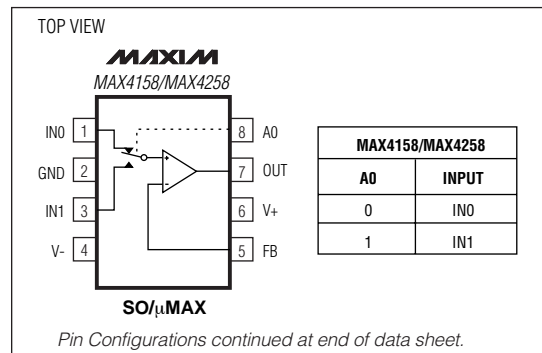 TOP VIEW
MAXIM
MAX4158/MAX4258
IN0 1
8 A0
GND 2
7 OUT
IN1 3
6 V+
V- 4
5 FB
+
-
SO/µMAX
MAX4158/MAX4258
A0 INPUT
0 IN0
1 IN1
Pin Configurations continued at end of data sheet.